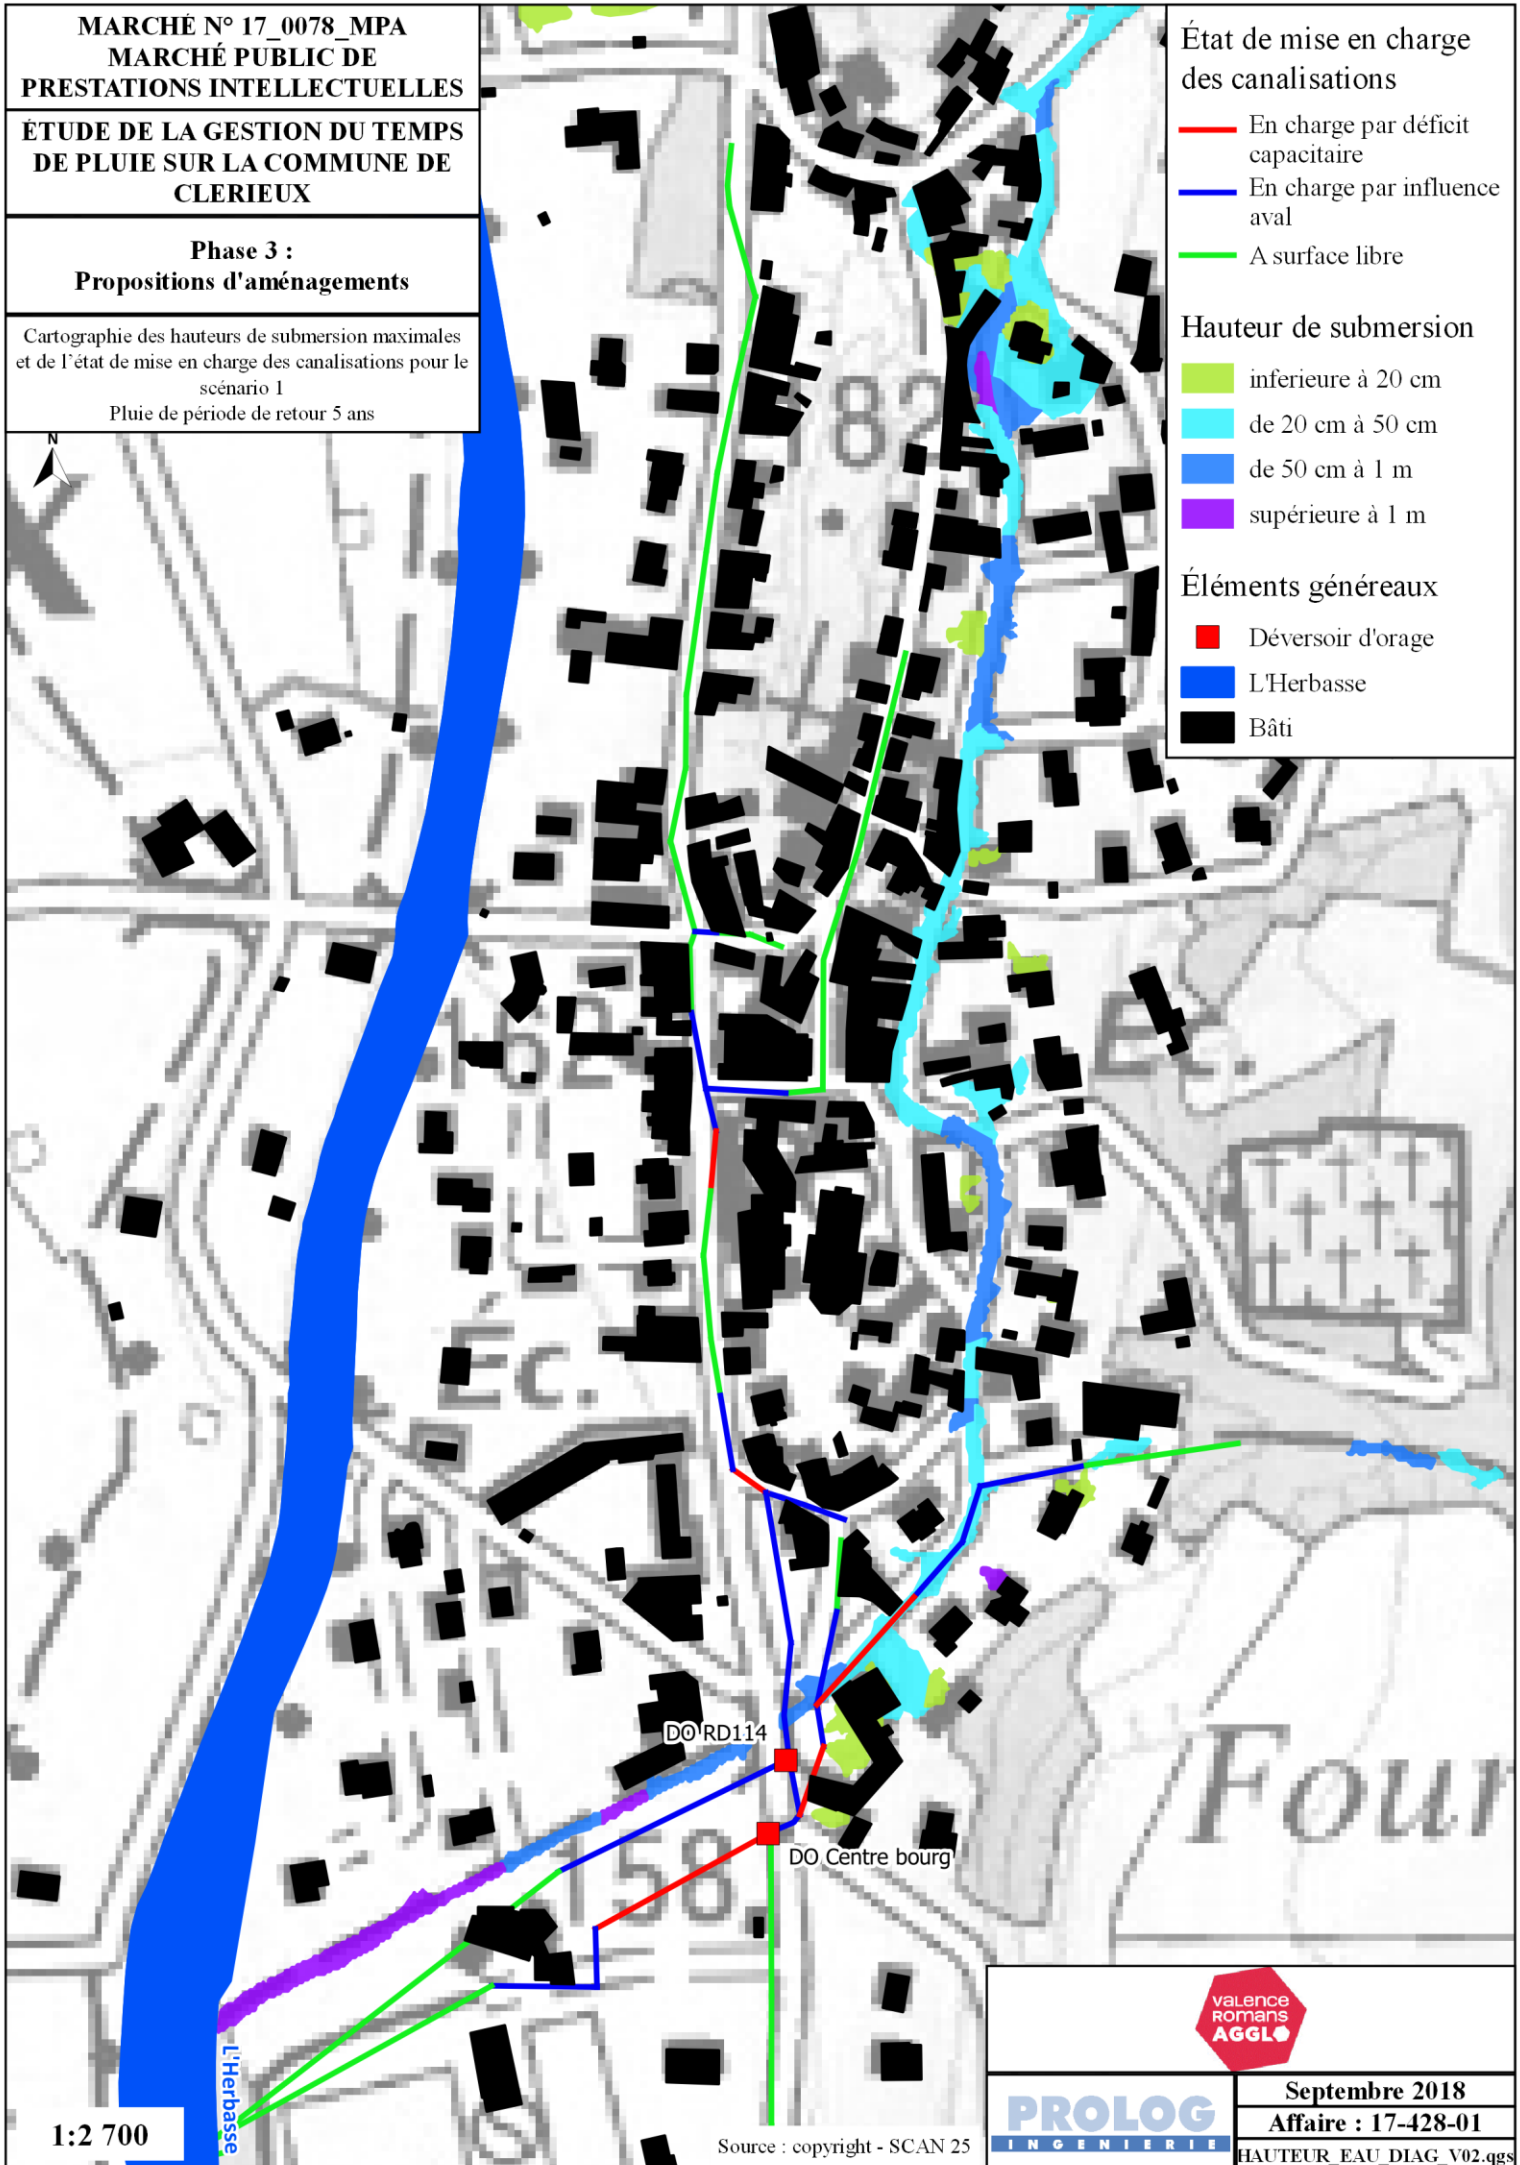 MARCHÉ N° 17_0078_MPA
MARCHÉ PUBLIC DE
PRESTATIONS INTELLECTUELLES
ÉTUDE DE LA GESTION DU TEMPS
DE PLUIE SUR LA COMMUNE DE
CLERIEUX
Phase 3 :
Propositions d'aménagements
Cartographie des hauteurs de submersion maximales
et de l'état de mise en charge des canalisations pour le
scénario 1
Pluie de période de retour 5 ans
N
État de mise en charge
des canalisations
En charge par déficit
capacitaire
En charge par influence
aval
A surface libre
Hauteur de submersion
inferieure à 20 cm
de 20 cm à 50 cm
de 50 cm à 1 m
supérieure à 1 m
Éléments généreaux
Déversoir d'orage
L'Herbasse
Bâti
82
Éc.
DO RD114
DO Centre bourg
158
Four
L'Herbasse
1:2 700
Source : copyright - SCAN 25
valence
Romans
AGGLO
PROLOG
INGENIERIE
Septembre 2018
Affaire : 17-428-01
HAUTEUR_EAU_DIAG_V02.qgs